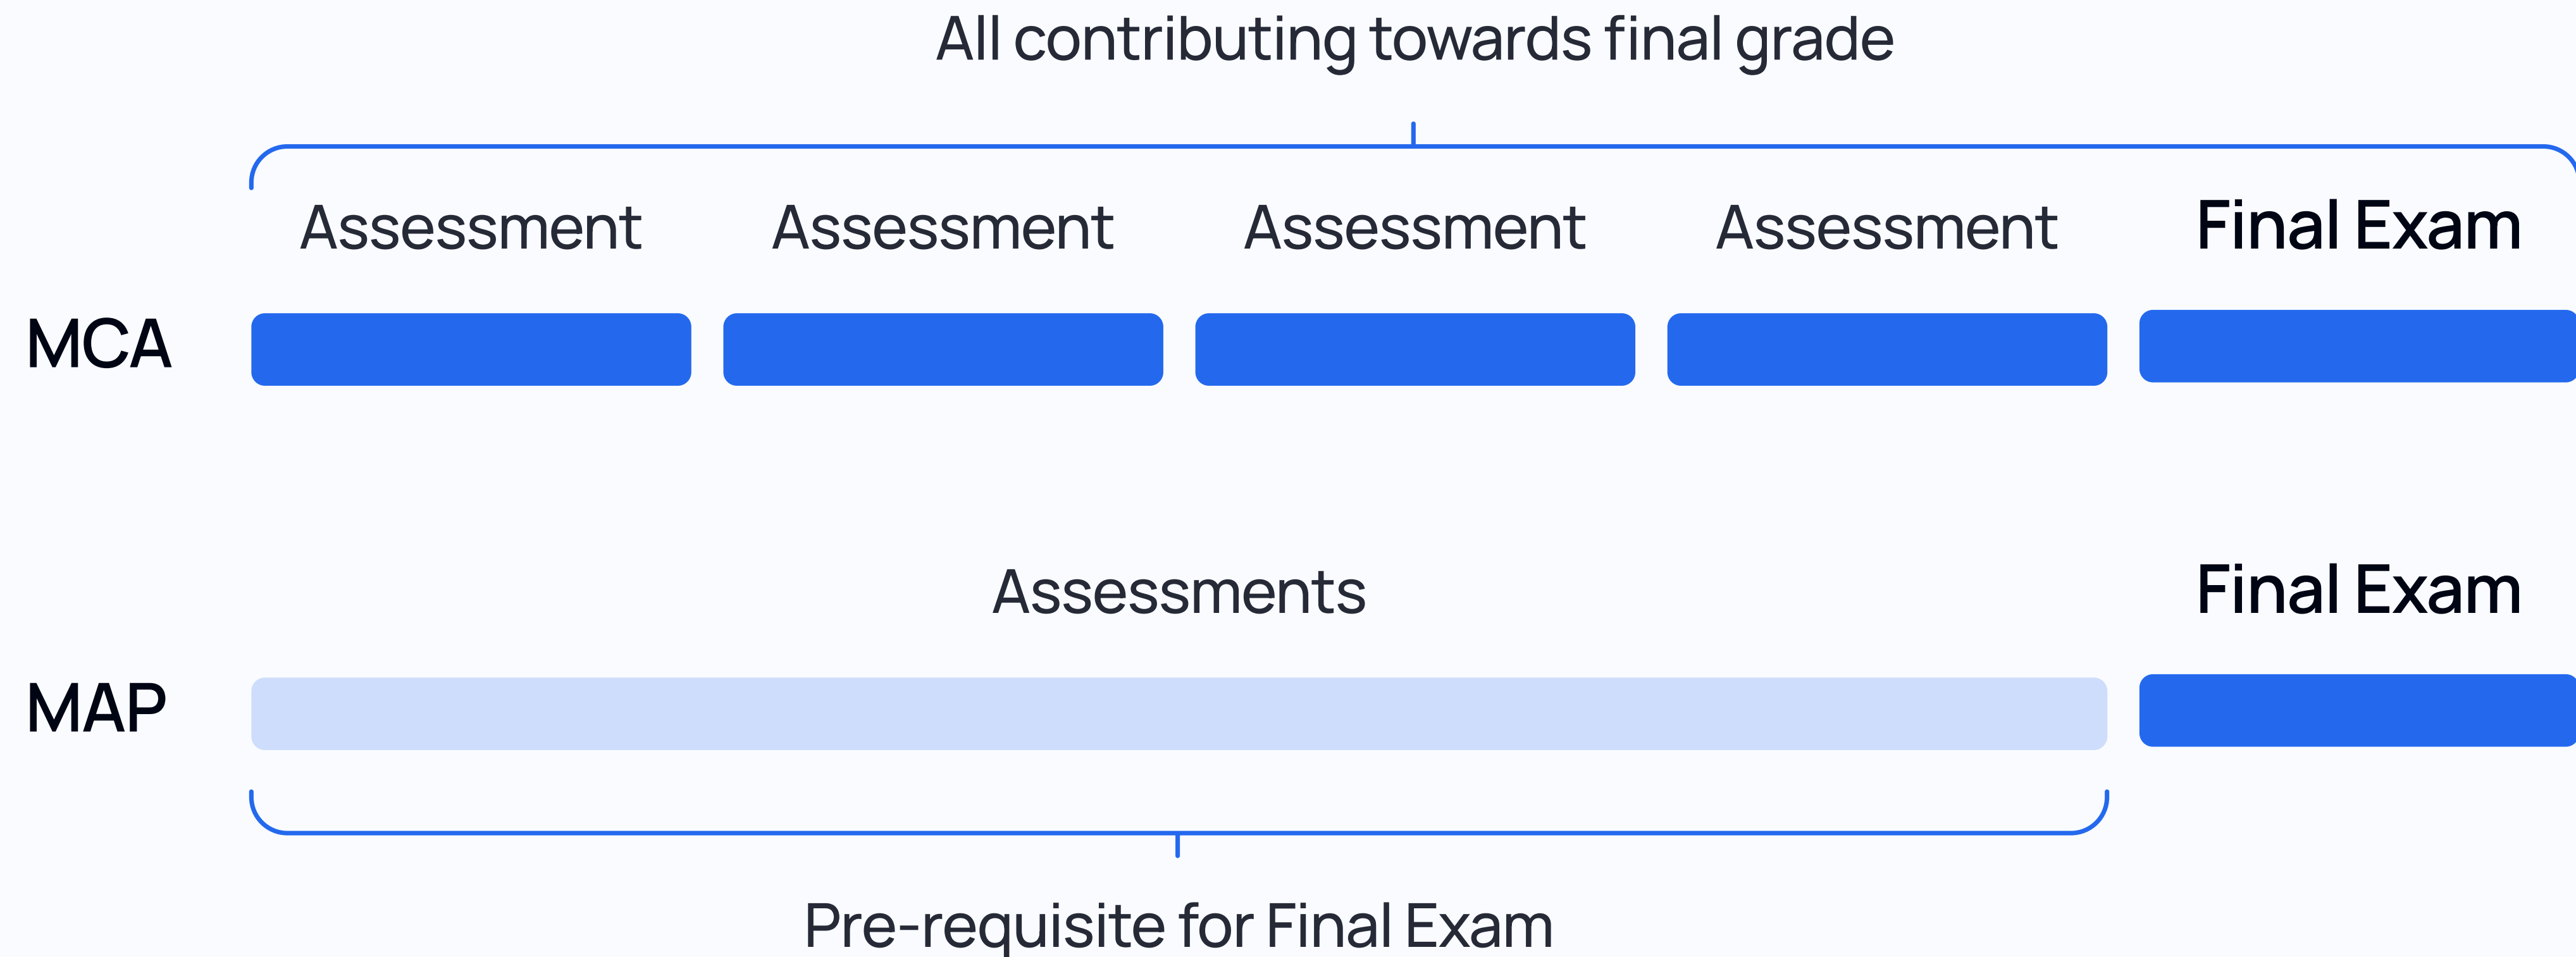 All contributing towards final grade
Assessment Assessment Assessment Assessment Final Exam
MCA
Assessments Final Exam
MAP
Pre-requisite for Final Exam